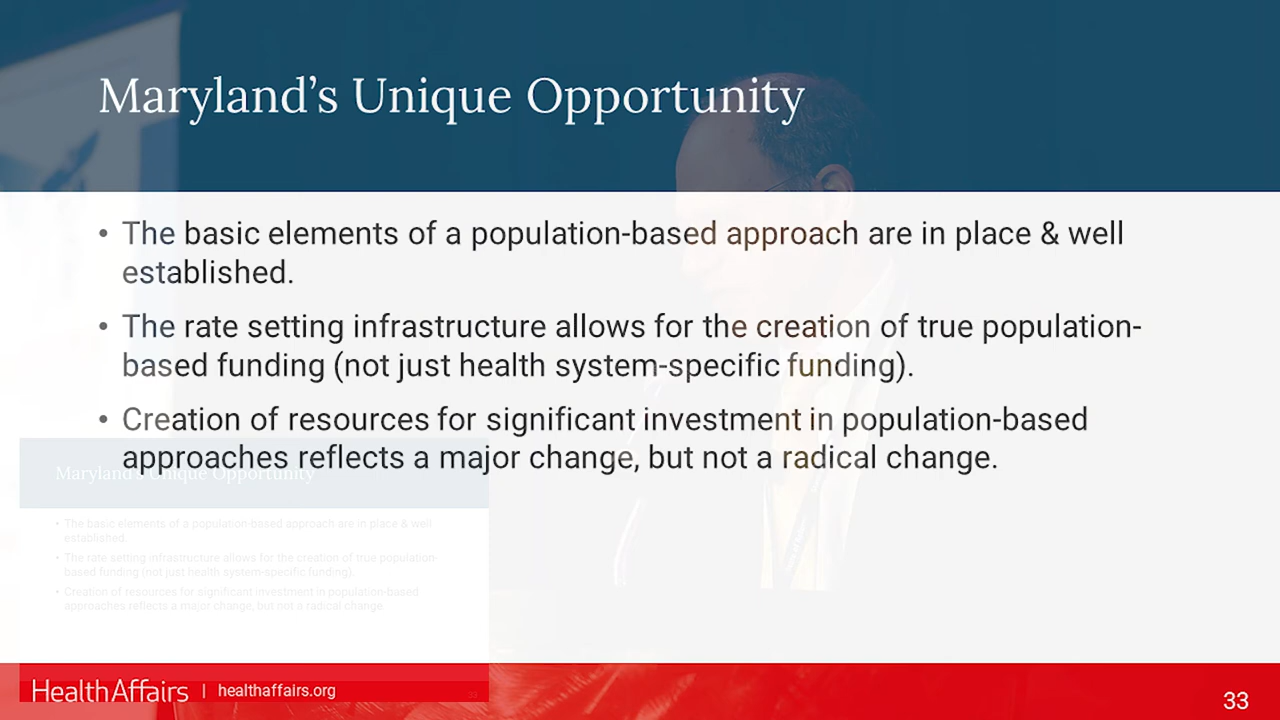 Maryland's Unique Opportunity
• The basic elements of a population-based approach are in place & well
established.
• The rate setting infrastructure allows for the creation of true population-
based funding (not just health system-specific funding).
• Creation of resources for significant investment in population-based
approaches reflects a major change, but not a radical change.
Maryland's Unique Opportunity
• The basic elements of a population-based approach are in place & well
established.
• The rate setting infrastructure allows for the creation of true population-
based funding (not just health system-specific funding).
• Creation of resources for significant investment in population-based
approaches reflects a major change, but not a radical change.
HealthAffairs | healthaffairs.org
33
33